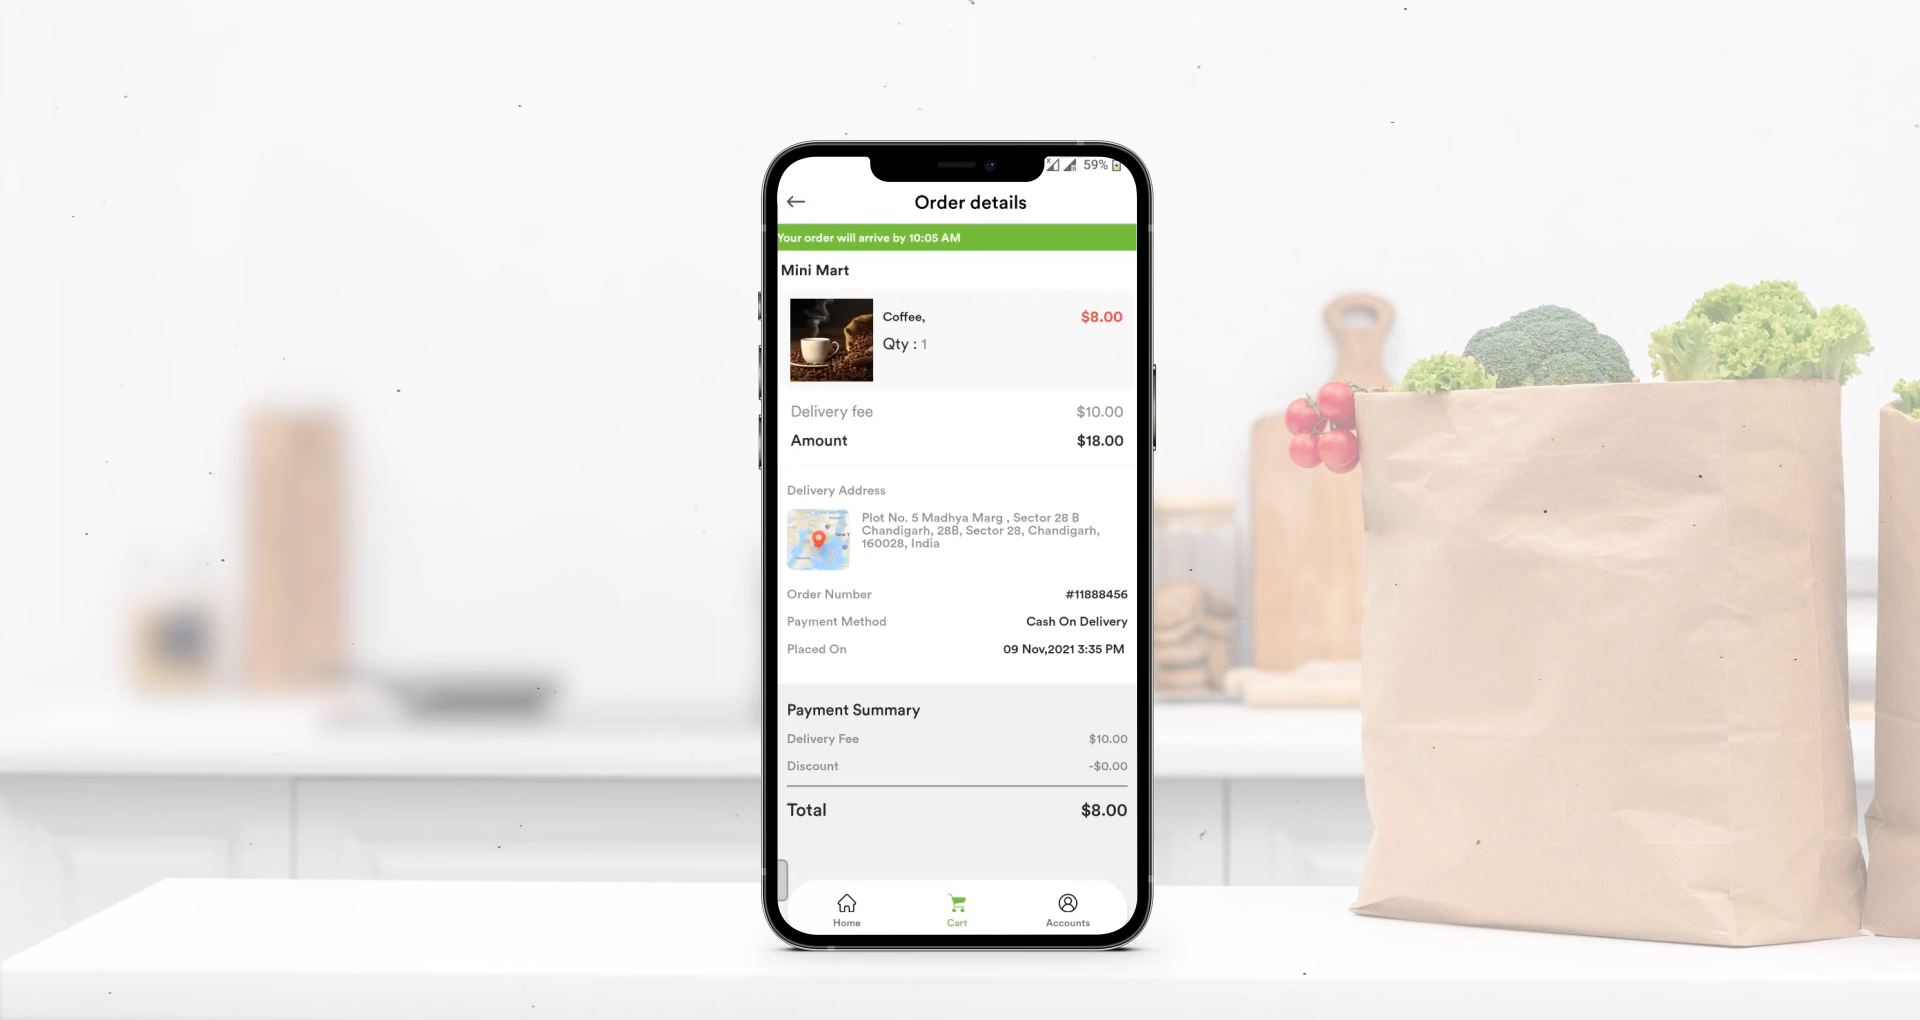 59%
Order details
Your order will arrive by 10:05 AM
Mini Mart
Coffee, $8.00
Qty : 1
Delivery fee $10.00
Amount $18.00
Delivery Address
Plot No. 5 Madhya Marg , Sector 28 B
Chandigarh, 28B, Sector 28, Chandigarh,
160028, India
Order Number #11888456
Payment Method Cash On Delivery
Placed On 09 Nov,2021 3:35 PM
Payment Summary
Delivery Fee $10.00
Discount -$0.00
Total $8.00
Home Cart Accounts